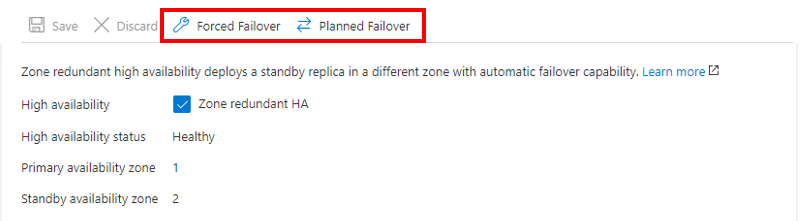 Save Discard Forced Failover Planned Failover
Zone redundant high availability deploys a standby replica in a different zone with automatic failover capability. Learn more
High availability Zone redundant HA
High availability status Healthy
Primary availability zone 1
Standby availability zone 2